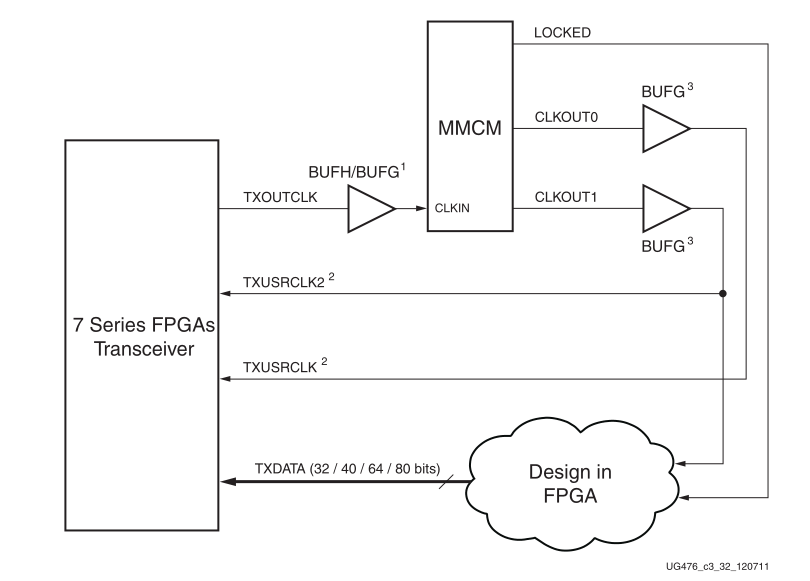 LOCKED
BUFG 3
CLKOUT0
MMCM
BUFH/BUFG 1
TXOUTCLK
CLKIN
CLKOUT1
BUFG 3
TXUSRCLK2 2
7 Series FPGAs
Transceiver
TXUSRCLK 2
TXDATA (32 / 40 / 64 / 80 bits)
Design in
FPGA
UG476_c3_32_120711